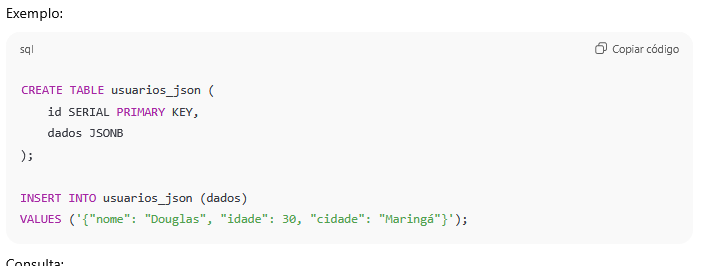 Exemplo:
sql
Copiar código
CREATE TABLE usuarios_json (
    id SERIAL PRIMARY KEY,
    dados JSONB
);
INSERT INTO usuarios_json (dados)
VALUES ('{"nome": "Douglas", "idade": 30, "cidade": "Maringá"}');
Consulta: